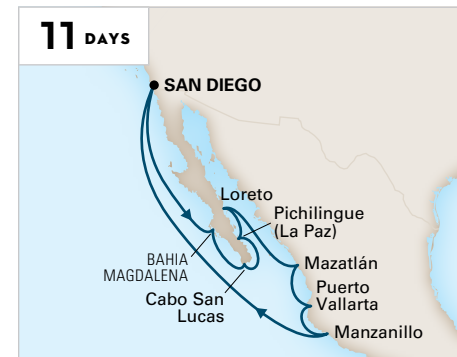 11 DAYS
SAN DIEGO
Loreto
Pichilingue
(La Paz)
BAHIA
MAGDALENA
Mazatlán
Cabo San
Lucas
Puerto
Vallarta
Manzanillo